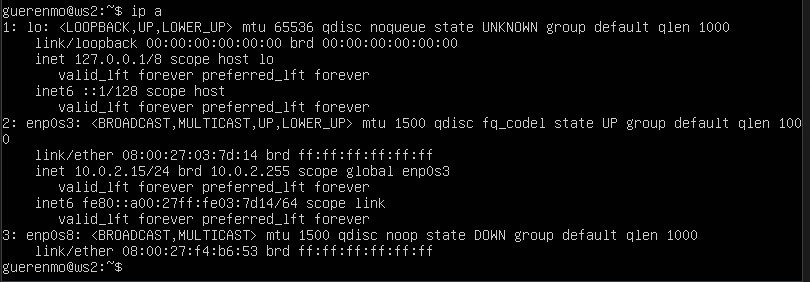 guerenmo@ws2:~$ ip a
1: lo: <LOOPBACK,UP,LOWER_UP> mtu 65536 qdisc noqueue state UNKNOWN group default qlen 1000
    link/loopback 00:00:00:00:00:00 brd 00:00:00:00:00:00
    inet 127.0.0.1/8 scope host lo
       valid_lft forever preferred_lft forever
    inet6 ::1/128 scope host
       valid_lft forever preferred_lft forever
2: enp0s3: <BROADCAST,MULTICAST,UP,LOWER_UP> mtu 1500 qdisc fq_codel state UP group default qlen 100
0
    link/ether 08:00:27:03:7d:14 brd ff:ff:ff:ff:ff:ff
    inet 10.0.2.15/24 brd 10.0.2.255 scope global enp0s3
       valid_lft forever preferred_lft forever
    inet6 fe80::a00:27ff:fe03:7d14/64 scope link
       valid_lft forever preferred_lft forever
3: enp0s8: <BROADCAST,MULTICAST> mtu 1500 qdisc noop state DOWN group default qlen 1000
    link/ether 08:00:27:f4:b6:53 brd ff:ff:ff:ff:ff:ff
guerenmo@ws2:~$